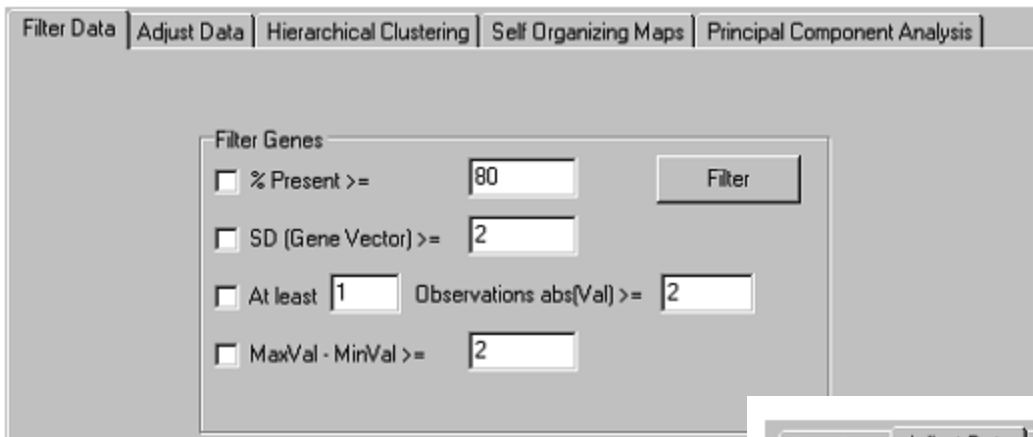 Filter Data Adjust Data Hierarchical Clustering Self Organizing Maps Principal Component Analysis
Filter Genes
% Present >= 80 Filter
SD (Gene Vector) >= 2
At least 1 Observations abs(Val) >= 2
MaxVal - MinVal >= 2